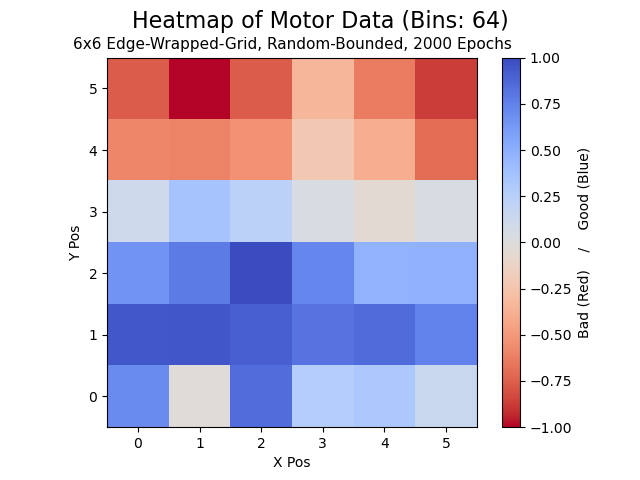 Heatmap of Motor Data (Bins: 64)
6x6 Edge-Wrapped-Grid, Random-Bounded, 2000 Epochs
Y Pos
5
4
3
2
1
0
0 1 2 3 4 5
X Pos
1.00
0.75
0.50
0.25
0.00
−0.25
−0.50
−0.75
−1.00
Bad (Red) / Good (Blue)